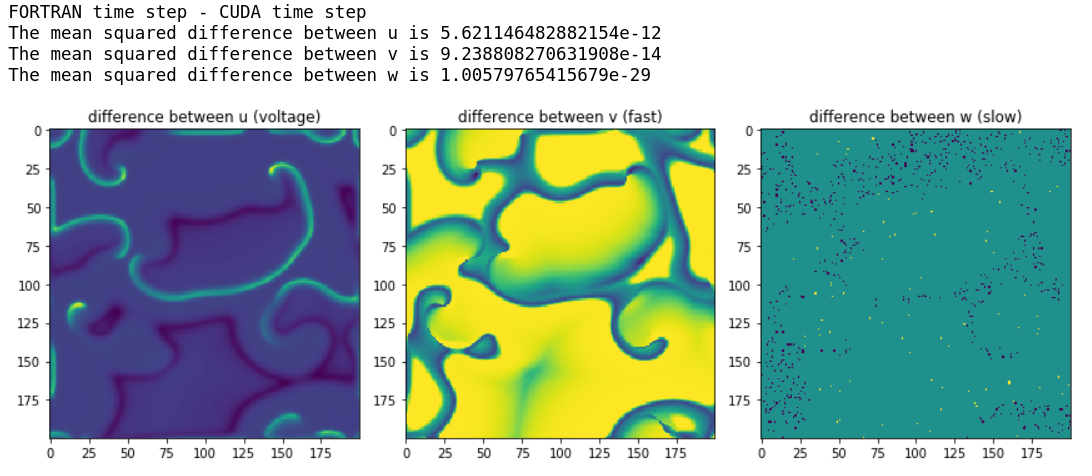 FORTRAN time step - CUDA time step
The mean squared difference between u is 5.621146482882154e-12
The mean squared difference between v is 9.238808270631908e-14
The mean squared difference between w is 1.00579765415679e-29
difference between u (voltage)
0
25
50
75
100
125
150
175
0 25 50 75 100 125 150 175
difference between v (fast)
0
25
50
75
100
125
150
175
0 25 50 75 100 125 150 175
difference between w (slow)
0
25
50
75
100
125
150
175
0 25 50 75 100 125 150 175